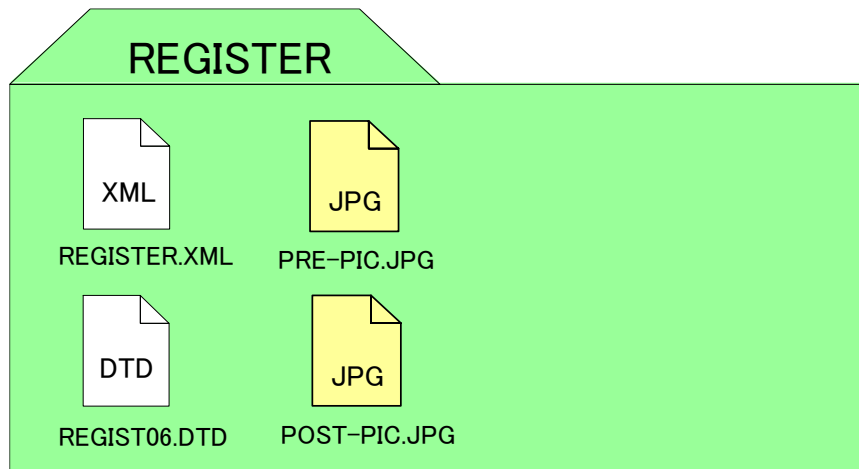 REGISTER
XML
JPG
REGISTER.XML
PRE-PIC.JPG
DTD
JPG
REGIST06.DTD
POST-PIC.JPG